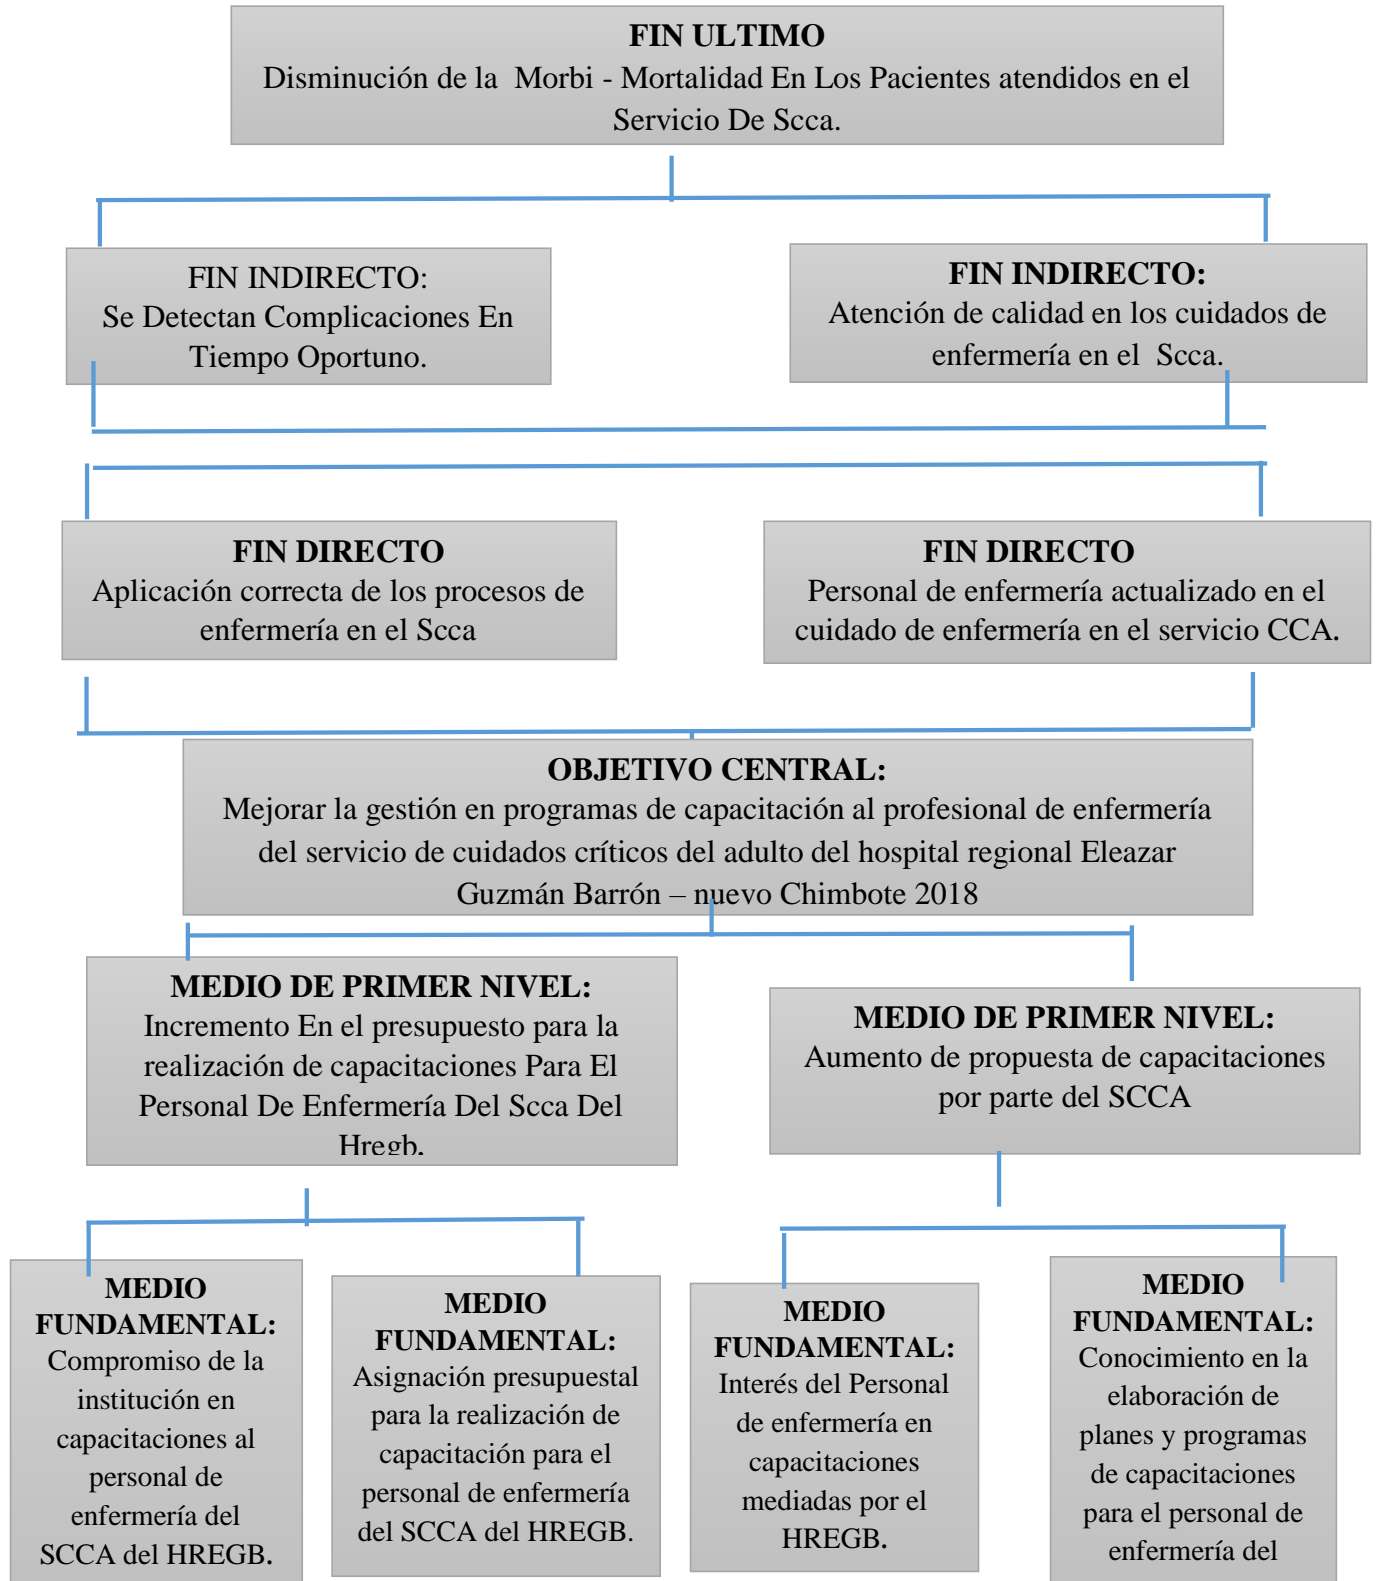 FIN ULTIMO
Disminución de la Morbi - Mortalidad En Los Pacientes atendidos en el
Servicio De Scca.
FIN INDIRECTO:
Se Detectan Complicaciones En
Tiempo Oportuno.
FIN INDIRECTO:
Atención de calidad en los cuidados de
enfermería en el Scca.
FIN DIRECTO
Aplicación correcta de los procesos de
enfermería en el Scca
FIN DIRECTO
Personal de enfermería actualizado en el
cuidado de enfermería en el servicio CCA.
OBJETIVO CENTRAL:
Mejorar la gestión en programas de capacitación al profesional de enfermería
del servicio de cuidados críticos del adulto del hospital regional Eleazar
Guzmán Barrón – nuevo Chimbote 2018
MEDIO DE PRIMER NIVEL:
Incremento En el presupuesto para la
realización de capacitaciones Para El
Personal De Enfermería Del Scca Del
Hregb.
MEDIO DE PRIMER NIVEL:
Aumento de propuesta de capacitaciones
por parte del SCCA
MEDIO
FUNDAMENTAL:
Compromiso de la
institución en
capacitaciones al
personal de
enfermería del
SCCA del HREGB.
MEDIO
FUNDAMENTAL:
Asignación presupuestal
para la realización de
capacitación para el
personal de enfermería
del SCCA del HREGB.
MEDIO
FUNDAMENTAL:
Interés del Personal
de enfermería en
capacitaciones
mediadas por el
HREGB.
MEDIO
FUNDAMENTAL:
Conocimiento en la
elaboración de
planes y programas
de capacitaciones
para el personal de
enfermería del